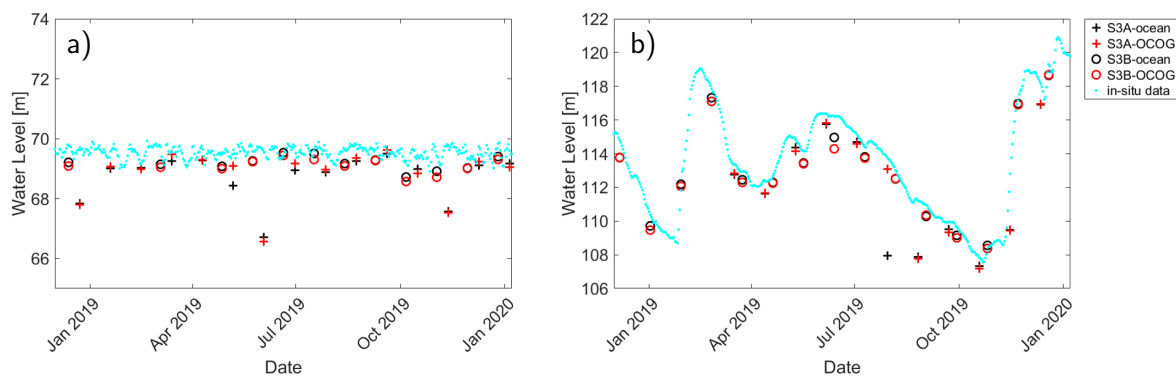 a)
74
72
70
68
66
Water Level [m]
Jan 2019
Apr 2019
Jul 2019
Oct 2019
Jan 2020
Date
b)
122
120
118
116
114
112
110
108
106
Water Level [m]
Jan 2019
Apr 2019
Jul 2019
Oct 2019
Jan 2020
Date
S3A-ocean
S3A-OCOG
S3B-ocean
S3B-OCOG
in-situ data